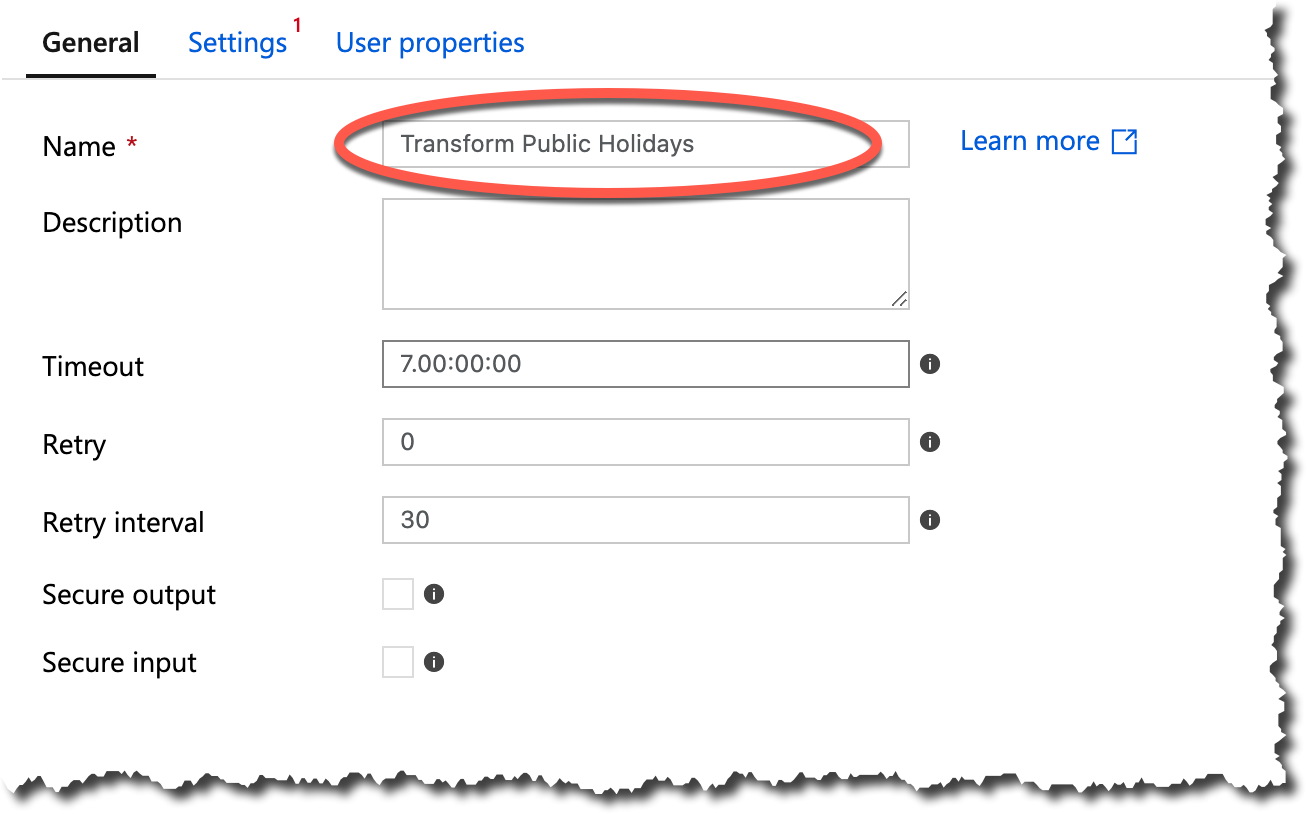 General Settings 1 User properties
Name * Transform Public Holidays Learn more
Description
Timeout 7.00:00:00
Retry 0
Retry interval 30
Secure output
Secure input